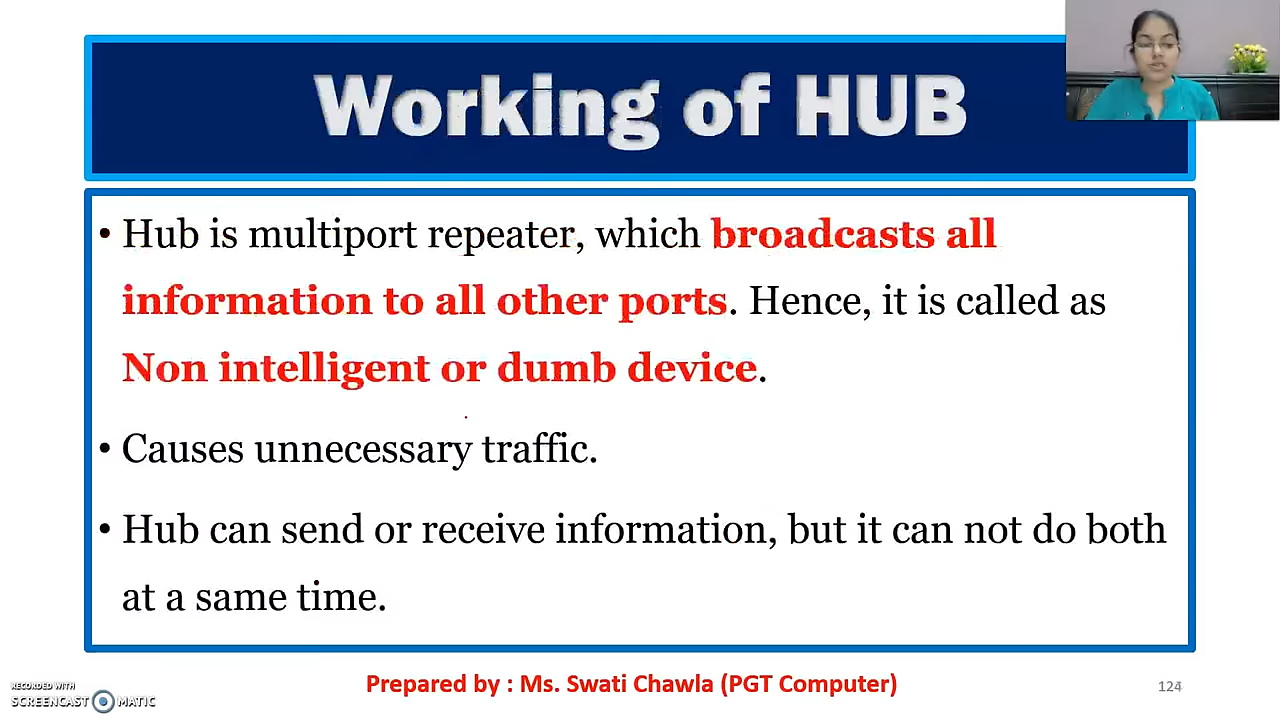 Working of HUB
• Hub is multiport repeater, which broadcasts all
information to all other ports. Hence, it is called as
Non intelligent or dumb device.
• Causes unnecessary traffic.
• Hub can send or receive information, but it can not do both
at a same time.
Prepared by : Ms. Swati Chawla (PGT Computer)
124
RECORDED WITH
SCREENCAST MATIC